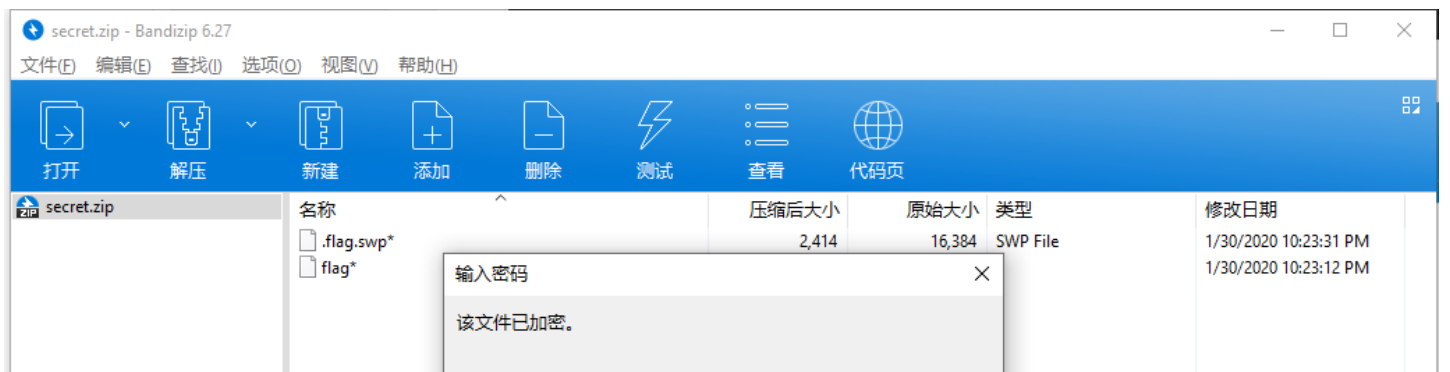 secret.zip - Bandizip 6.27
文件(F) 编辑(E) 查找(I) 选项(O) 视图(V) 帮助(H)
打开 解压 新建 添加 删除 测试 查看 代码页
secret.zip
ZIP
名称 压缩后大小 原始大小 类型 修改日期
.flag.swp* 2,414 16,384 SWP File 1/30/2020 10:23:31 PM
flag* 1/30/2020 10:23:12 PM
输入密码
该文件已加密。